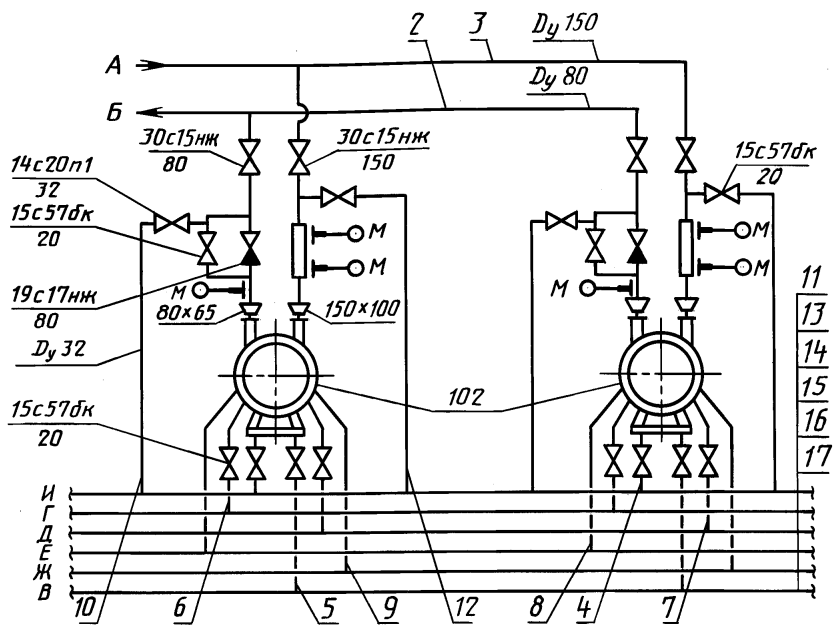 2 3 Dу 150
А
Dу 80
Б
30с15нж
80
30с15нж
150
15с57бк
20
14с20п1
32
15с57бк
20
М
М
М
М
М
М
19с17нж
80
80×65
150×100
11
13
14
15
16
17
Dу 32
102
15с57бк
20
И
Г
Д
Е
Ж
В
10 6 5 9 12 8 4 7